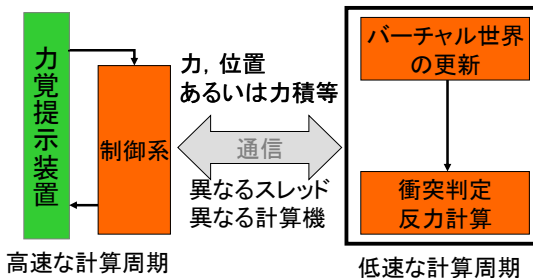 力覚提示装置
制御系
力，位置
あるいは力積等
通信
異なるスレッド
異なる計算機
バーチャル世界
の更新
衝突判定
反力計算
高速な計算周期
低速な計算周期